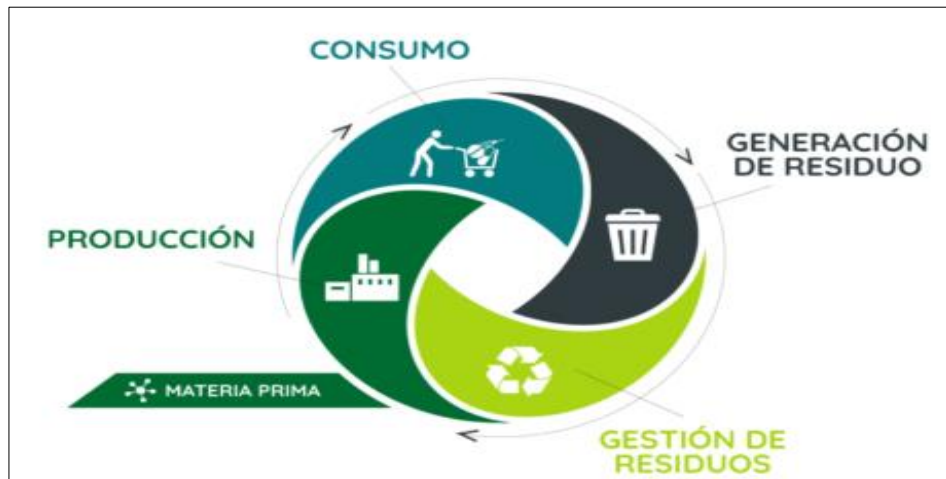 CONSUMO
GENERACIÓN
DE RESIDUO
PRODUCCIÓN
MATERIA PRIMA
GESTIÓN DE
RESIDUOS